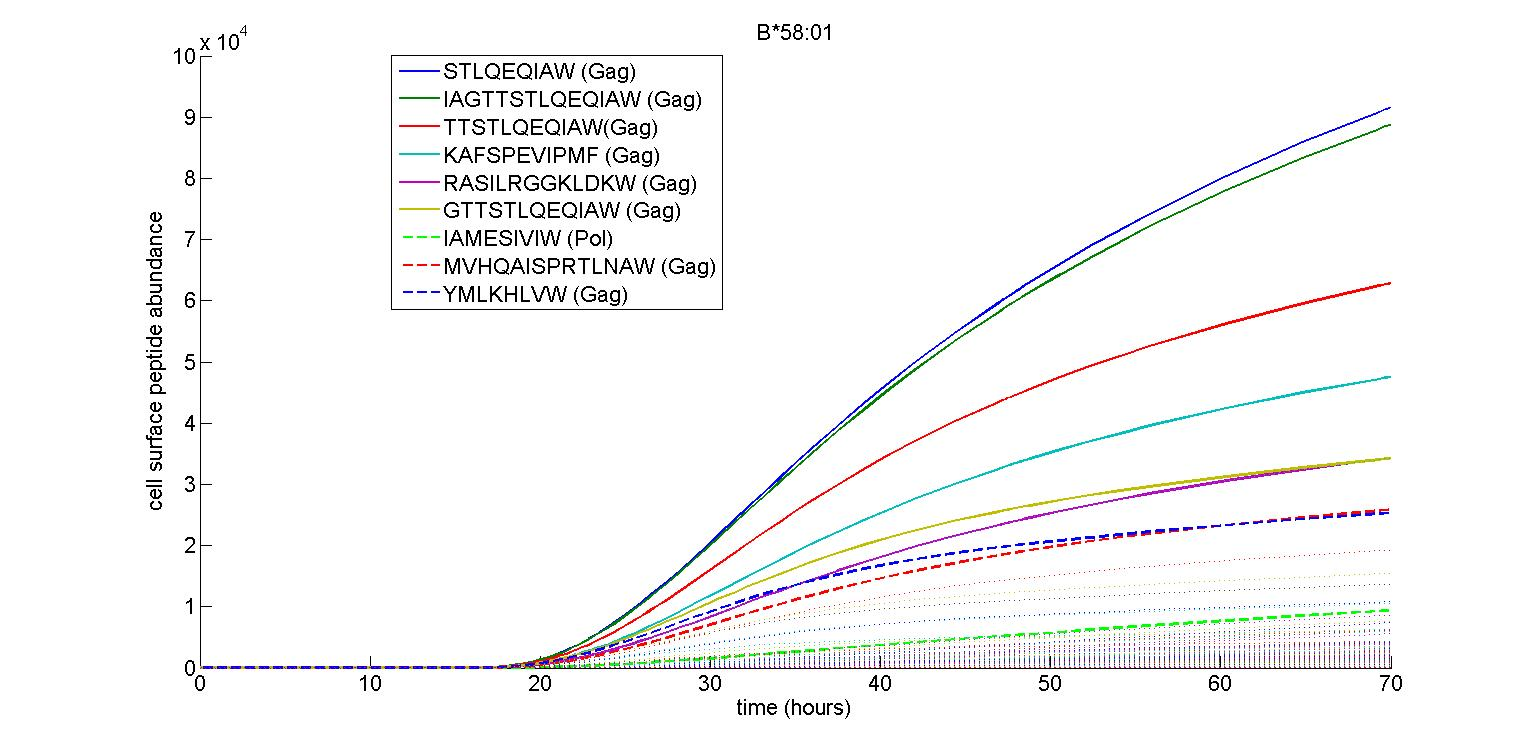 B*58:01
x 10^4
STLQEQIAW (Gag)
IAGTTSTLQEQIAW (Gag)
TTSTLQEQIAW(Gag)
KAFSPEVIPMF (Gag)
RASILRGGKLDKW (Gag)
GTTSTLQEQIAW (Gag)
IAMESIVIW (Pol)
MVHQAISPRTLNAW (Gag)
YMLKHLVW (Gag)
cell surface peptide abundance
10
9
8
7
6
5
4
3
2
1
0
0 10 20 30 40 50 60 70
time (hours)